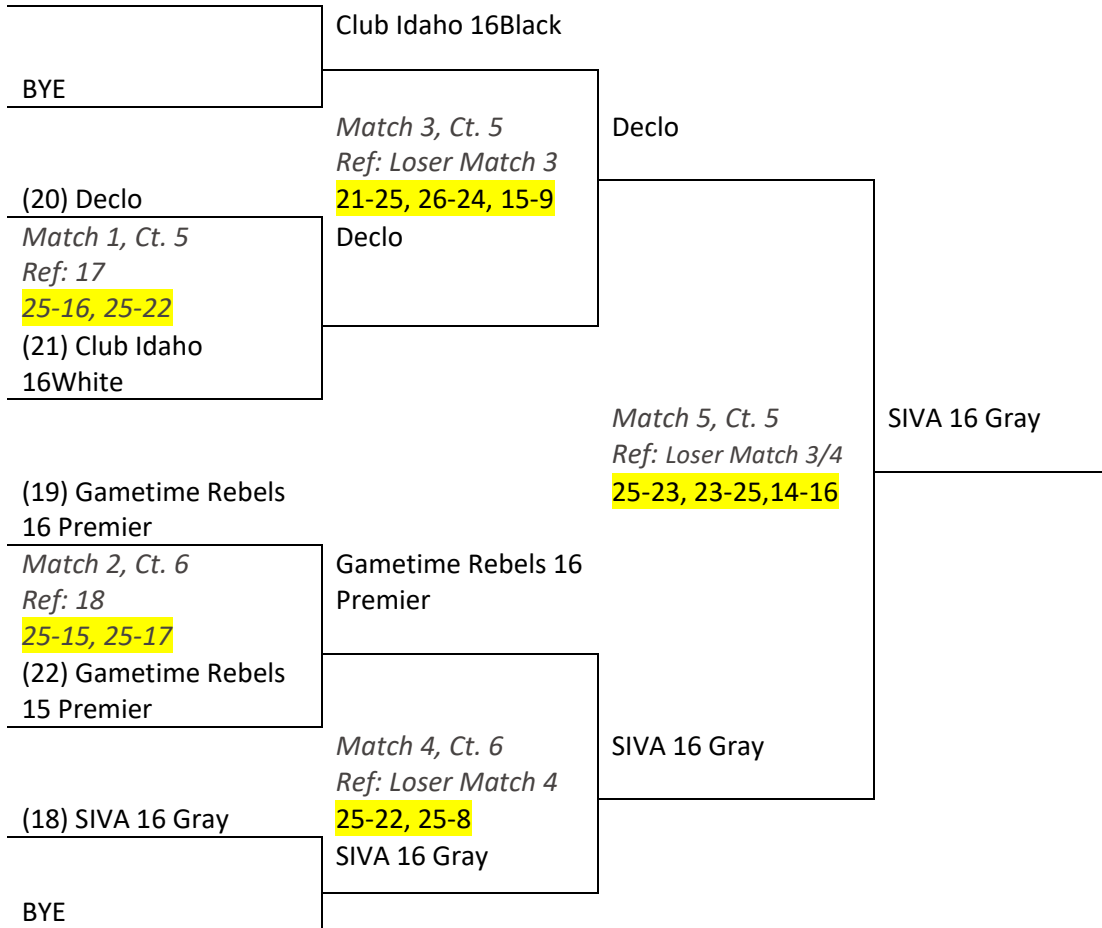 Club Idaho 16Black
BYE
Match 3, Ct. 5
Ref: Loser Match 3
21-25, 26-24, 15-9
Declo
(20) Declo
Match 1, Ct. 5
Ref: 17
25-16, 25-22
(21) Club Idaho
16White
Declo
Match 5, Ct. 5
Ref: Loser Match 3/4
25-23, 23-25,14-16
SIVA 16 Gray
(19) Gametime Rebels
16 Premier
Match 2, Ct. 6
Ref: 18
25-15, 25-17
(22) Gametime Rebels
15 Premier
Gametime Rebels 16
Premier
Match 4, Ct. 6
Ref: Loser Match 4
25-22, 25-8
SIVA 16 Gray
SIVA 16 Gray
(18) SIVA 16 Gray
BYE